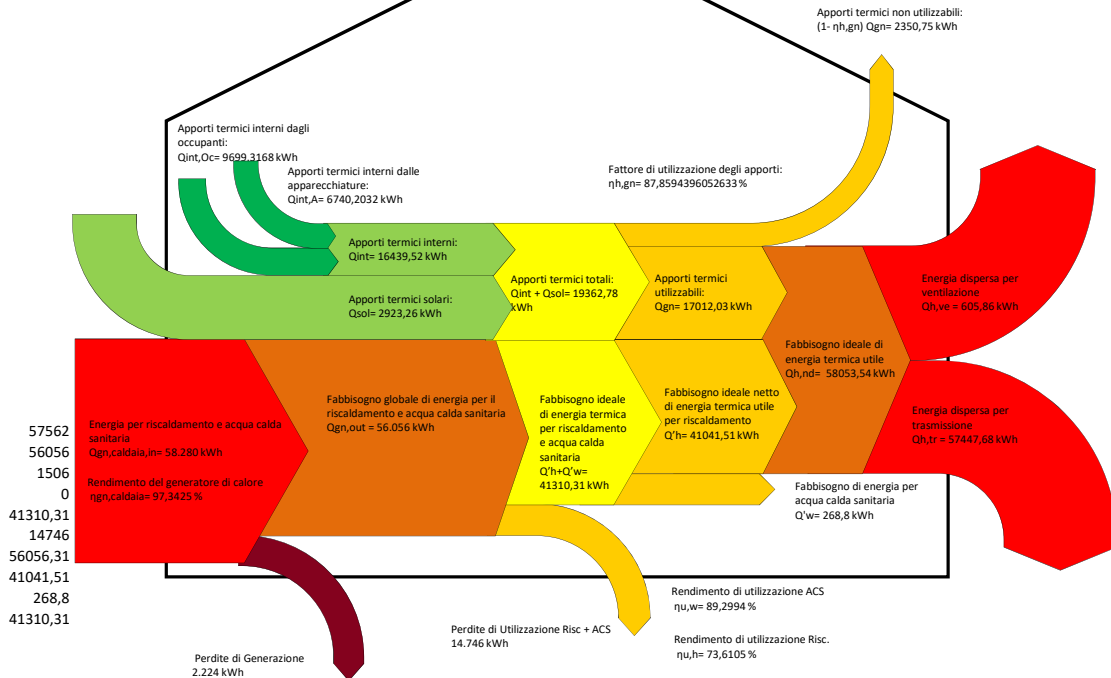 Apporti termici non utilizzabili:
(1- ηh,gn) Qgn= 2350,75 kWh
Apporti termici interni dagli
occupanti:
Qint,Oc= 9699,3168 kWh
Apporti termici interni dalle
apparecchiature:
Qint,A= 6740,2032 kWh
Fattore di utilizzazione degli apporti:
ηh,gn= 87,8594396052633 %
Apporti termici interni:
Qint= 16439,52 kWh
Apporti termici solari:
Qsol= 2923,26 kWh
Apporti termici totali:
Qint + Qsol= 19362,78
kWh
Apporti termici
utilizzabili:
Qgn= 17012,03 kWh
Energia dispersa per
ventilazione
Qh,ve = 605,86 kWh
Fabbisogno ideale di
energia termica utile
Qh,nd= 58053,54 kWh
Energia per riscaldamento e acqua calda
sanitaria
Qgn,caldaia,in= 58.280 kWh
Rendimento del generatore di calore
ηgn,caldaia= 97,3425 %
Fabbisogno globale di energia per il
riscaldamento e acqua calda sanitaria
Qgn,out = 56.056 kWh
Fabbisogno ideale
di energia termica
per riscaldamento
e acqua calda
sanitaria
Q'h+Q'w=
41310,31 kWh
Fabbisogno ideale netto
di energia termica utile
per riscaldamento
Q'h= 41041,51 kWh
Energia dispersa per
trasmissione
Qh,tr = 57447,68 kWh
Fabbisogno di energia per
acqua calda sanitaria
Q'w= 268,8 kWh
57562
56056
1506
0
41310,31
14746
56056,31
41041,51
268,8
41310,31
Rendimento di utilizzazione ACS
ηu,w= 89,2994 %
Rendimento di utilizzazione Risc.
ηu,h= 73,6105 %
Perdite di Utilizzazione Risc + ACS
14.746 kWh
Perdite di Generazione
2.224 kWh